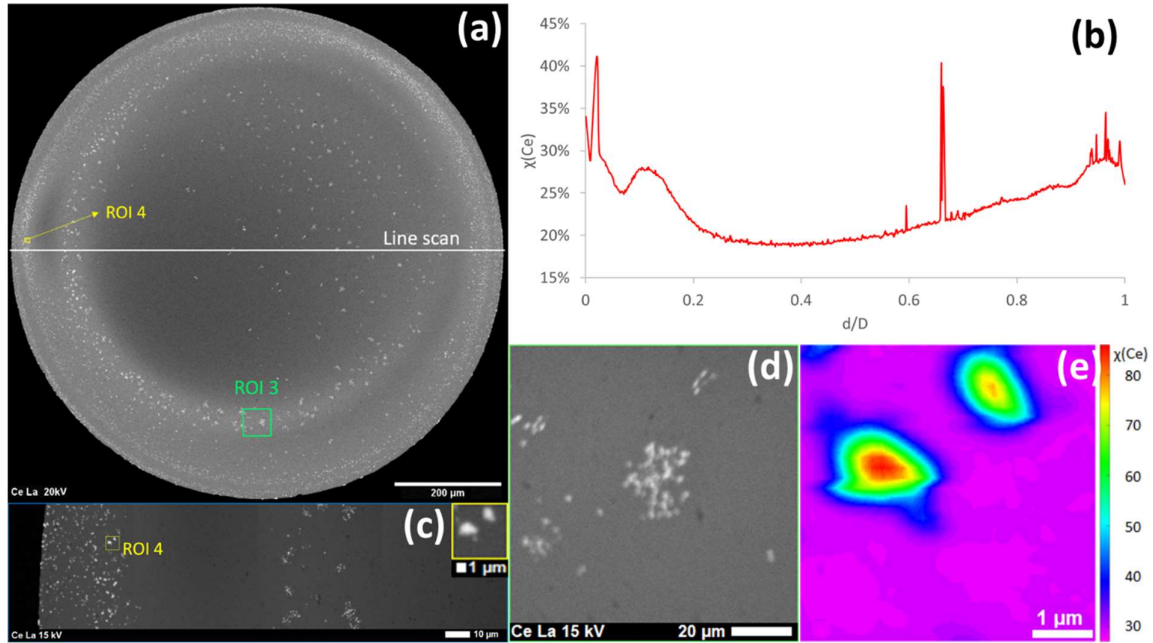 (a)
ROI 4
Line scan
ROI 3
Ce La 20kV
200 µm
(b)
45%
40%
35%
30%
25%
20%
15%
χ(Ce)
0
0.2
0.4
0.6
0.8
1
d/D
(c)
ROI 4
1 µm
Ce La 15 kV
10 µm
(d)
Ce La 15 kV
20 µm
(e)
1 µm
χ(Ce)
80
70
60
50
40
30